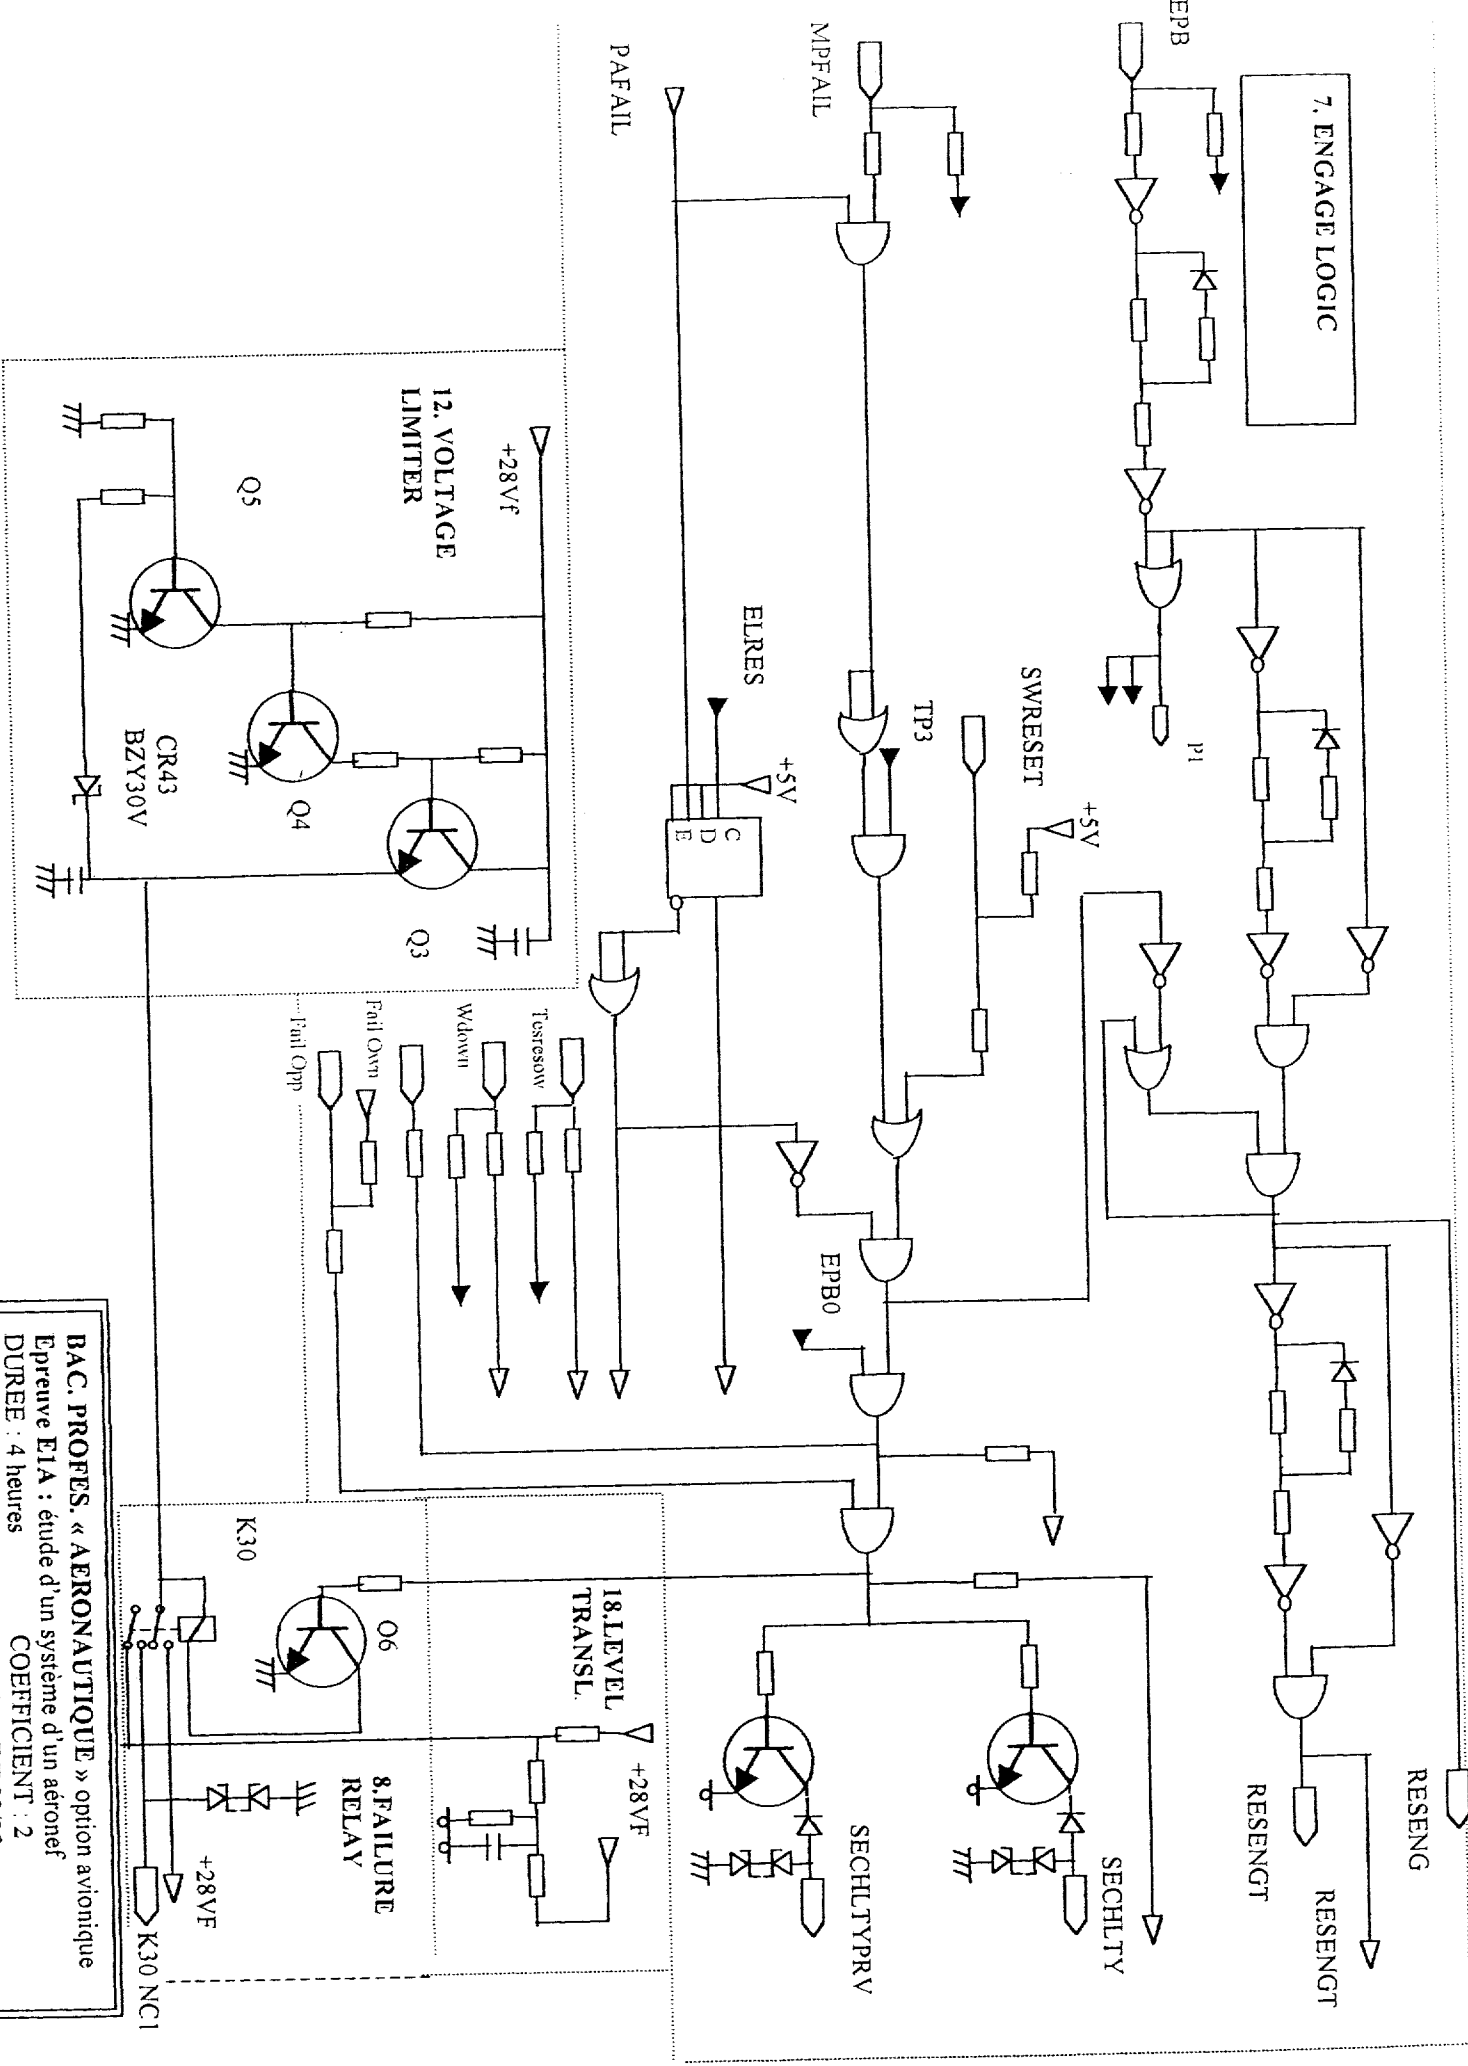 7. ENGAGE LOGIC
EPB
MPFAIL
PAFAIL
P1
SWRESET
+5V
TP3
ELRES
+5V
C
D
E
12. VOLTAGE
LIMITER
+28Vf
Q5
Q4
Q3
CR43
BZY30V
Tesresow
Wdown
Fail Own
Fail Opp
EPB0
RESENG
RESENGT
RESENGT
SECHLTY
SECHLTYPRV
18.LEVEL
TRANSL.
+28VF
8.FAILURE
RELAY
K30
Q6
+28VF
K30 NC1
BAC. PROFES. « AERONAUTIQUE » option avionique
Epreuve E1A : étude d'un système d'un aéronef
DUREE : 4 heures COEFFICIENT : 2